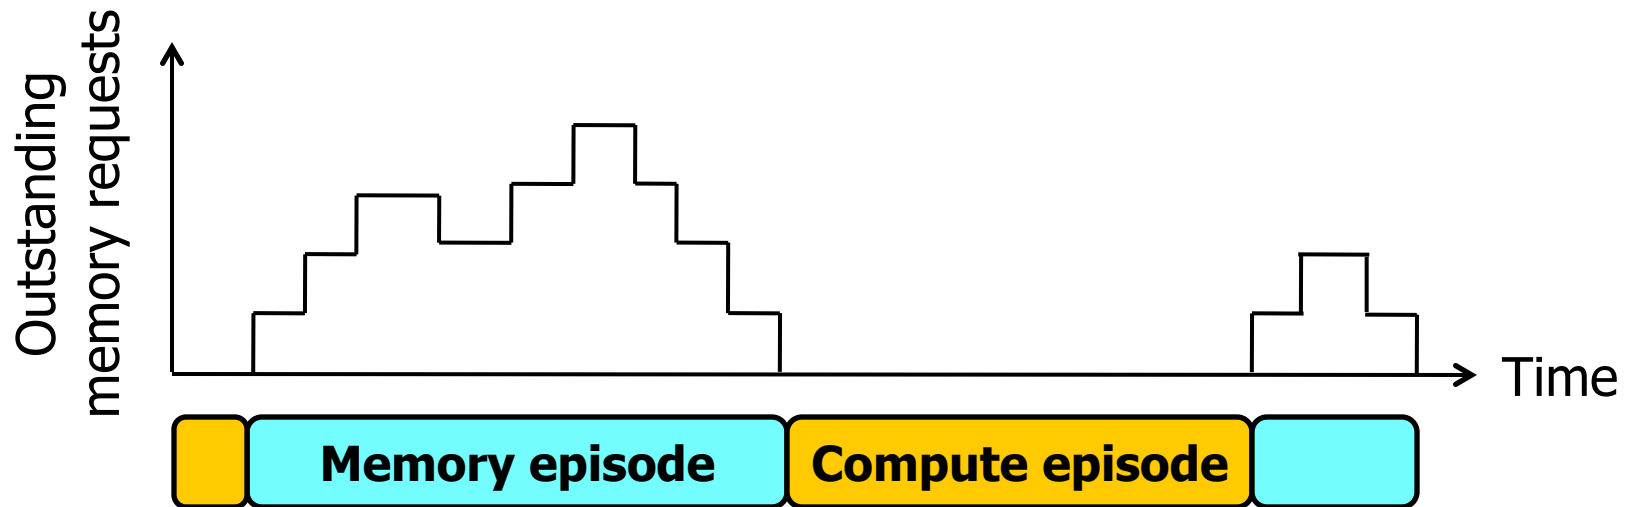 Outstanding
memory requests
Time
Memory episode
Compute episode